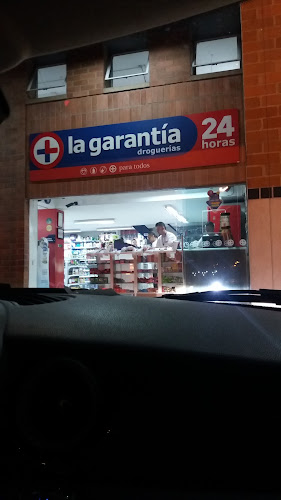 la garantía
droguerías
24
horas
para todos